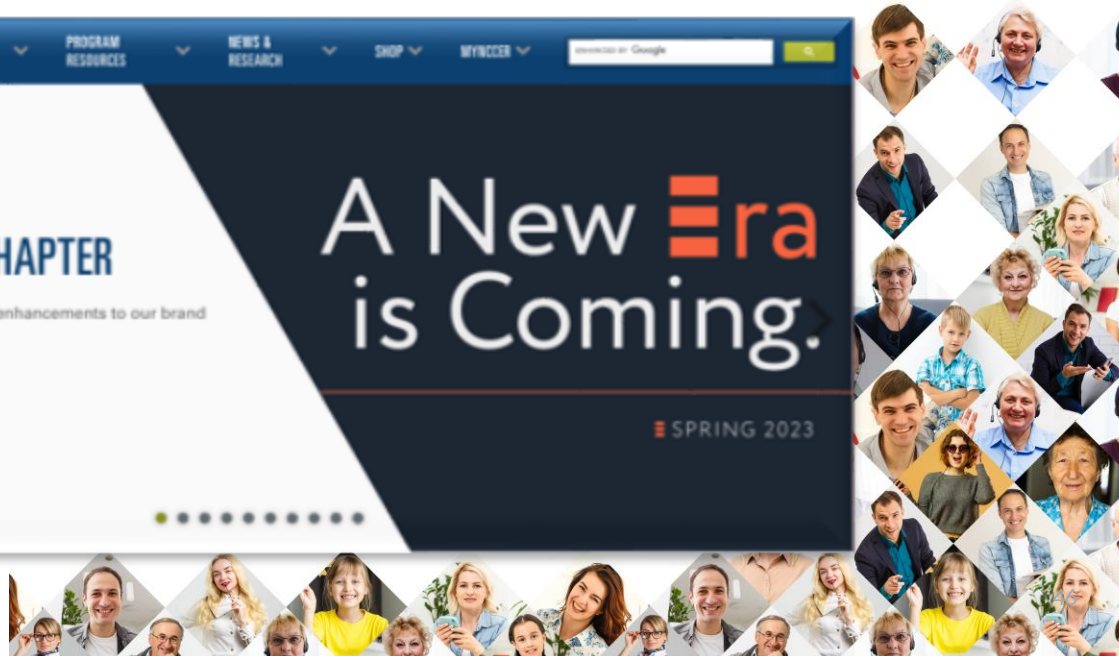 PROGRAM
RESOURCES
NEWS &
RESEARCH
SHOP
MYNCCER
ENHANCED BY Google
A New Era
is Coming.
HAPTER
enhancements to our brand
SPRING 2023
46